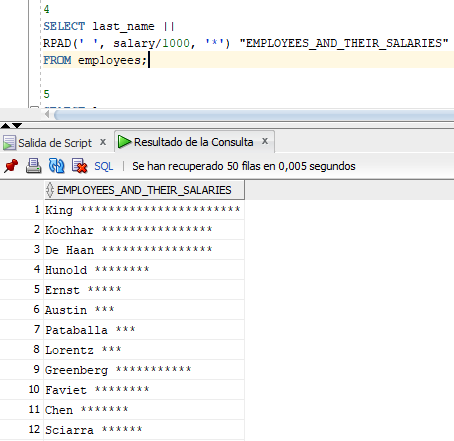 4
SELECT last_name ||
RPAD(' ', salary/1000, '*') "EMPLOYEES_AND_THEIR_SALARIES"
FROM employees;
5
Salida de Script x Resultado de la Consulta x
SQL | Se han recuperado 50 filas en 0,005 segundos
EMPLOYEES_AND_THEIR_SALARIES
1 King ***********************
2 Kochhar ****************
3 De Haan ****************
4 Hunold ********
5 Ernst *****
6 Austin ***
7 Pataballa ***
8 Lorentz ***
9 Greenberg ***********
10 Faviet ********
11 Chen *******
12 Sciarra ******